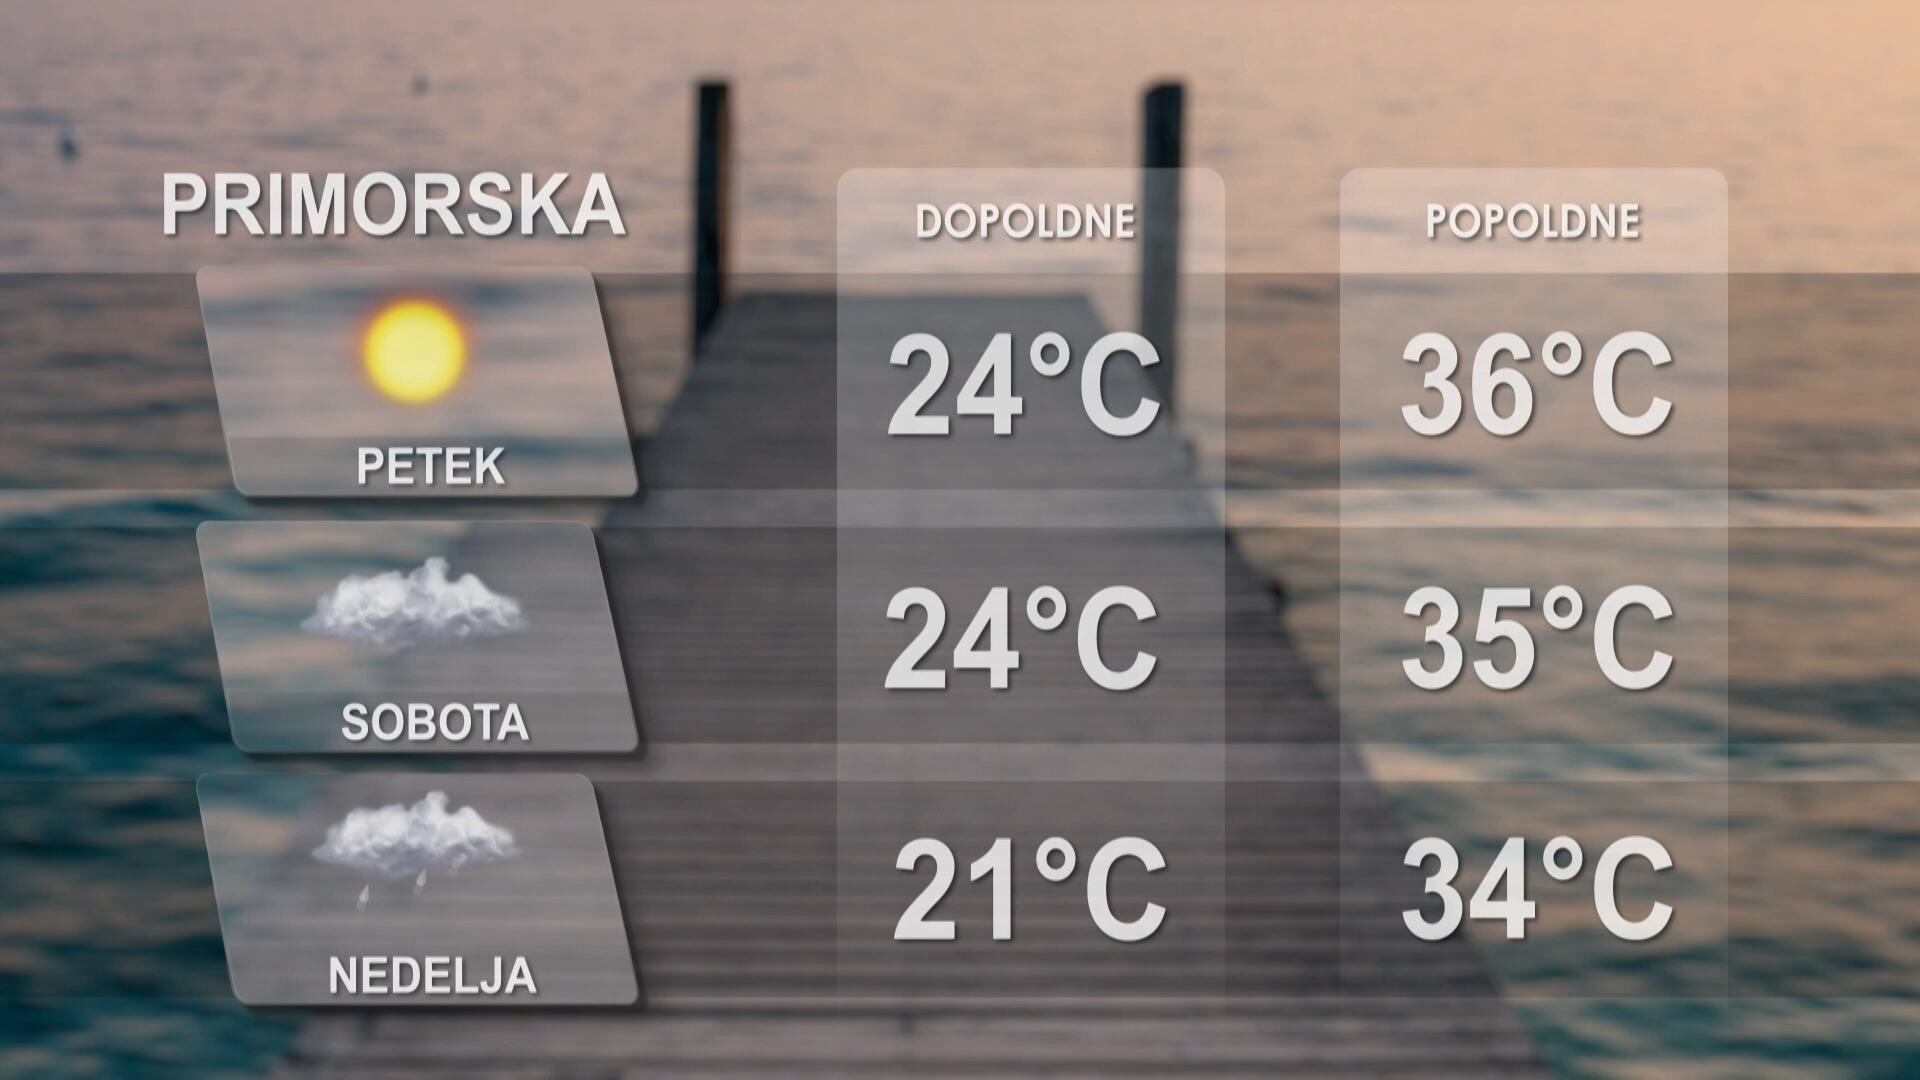 PRIMORSKA
DOPOLDNE
POPOLDNE
PETEK
24°C
36°C
SOBOTA
24°C
35°C
NEDELJA
21°C
34°C